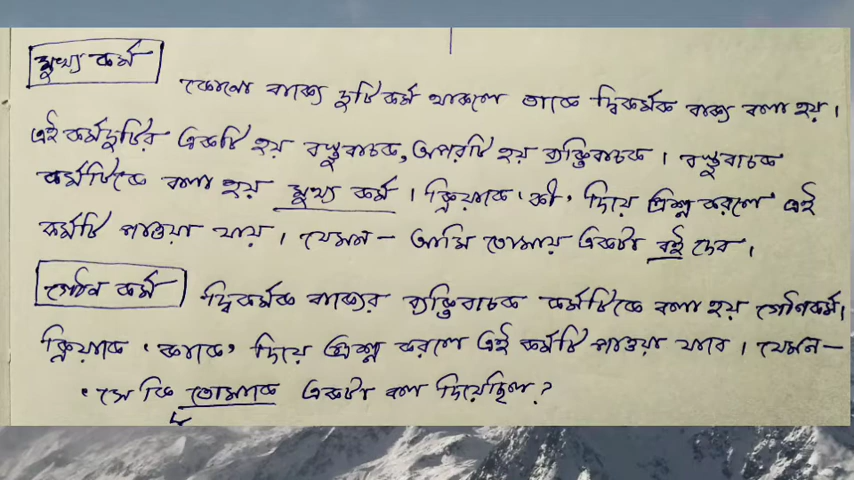 মুখ্য কর্ম
কোনো বাক্যে দুটি কর্ম থাকলে তাকে দ্বিকর্মক বাক্য বলা হয়।
এই কর্মদুটির একটি হয় বস্তুবাচক, অপরটি হয় ব্যক্তিবাচক। বস্তুবাচক
কর্মটিকে বলা হয় মুখ্য কর্ম। ক্রিয়াকে 'কী' দিয়ে প্রশ্ন করলে এই
কর্মটি পাওয়া যায়। যেমন- আমি তোমায় একটা বই দেব।
গৌণ কর্ম
দ্বিকর্মক বাক্যের ব্যক্তিবাচক কর্মটিকে বলা হয় গৌণকর্ম।
ক্রিয়াকে 'কাকে' দিয়ে প্রশ্ন করলে এই কর্মটি পাওয়া যাবে। যেমন-
সে কি তোমাকে একটা বল দিয়েছিল?